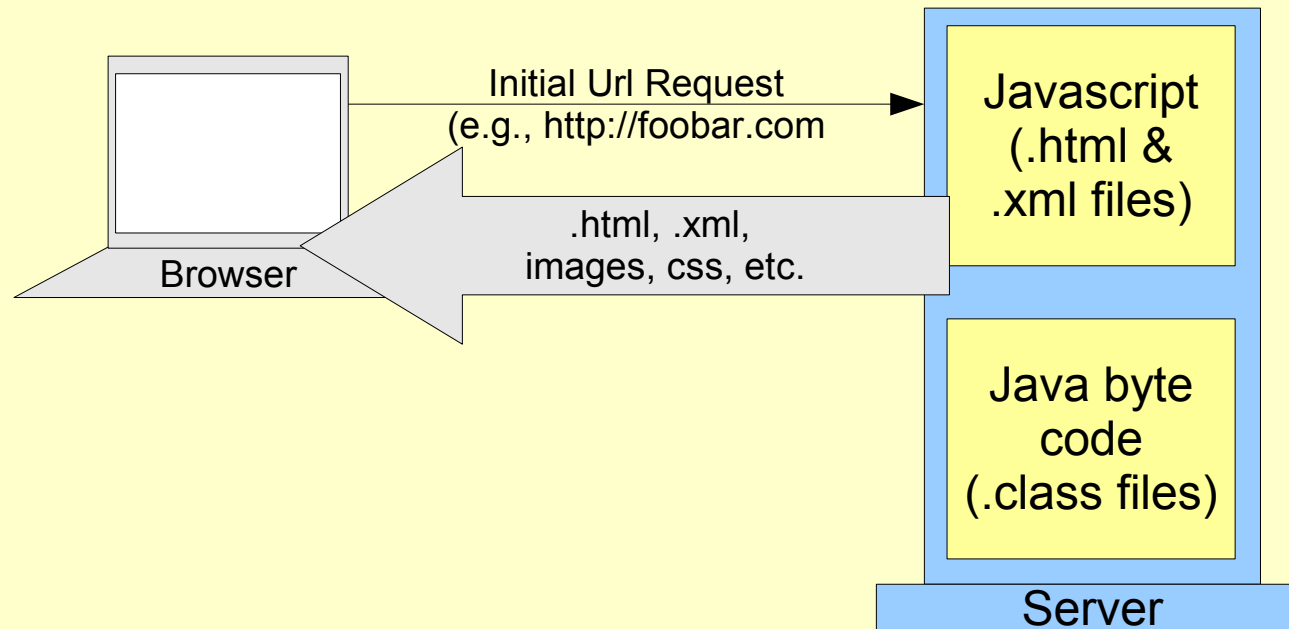 Initial Url Request
(e.g., http://foobar.com
Browser
.html, .xml,
images, css, etc.
Javascript
(.html &
.xml files)
Java byte
code
(.class files)
Server